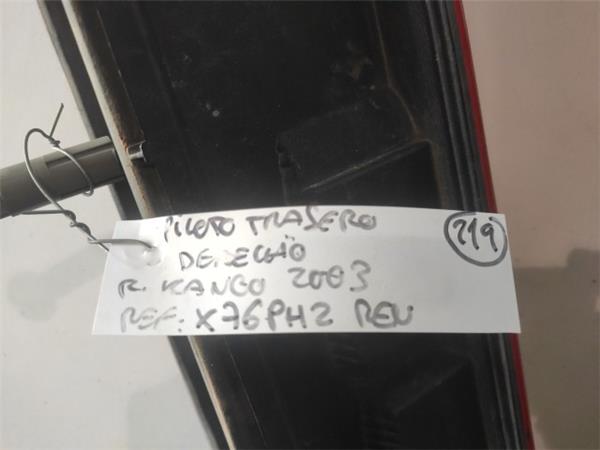 PILOTO TRASERO 219
DERECHO
R. KANGO 2003
REF: X76PH2 REN